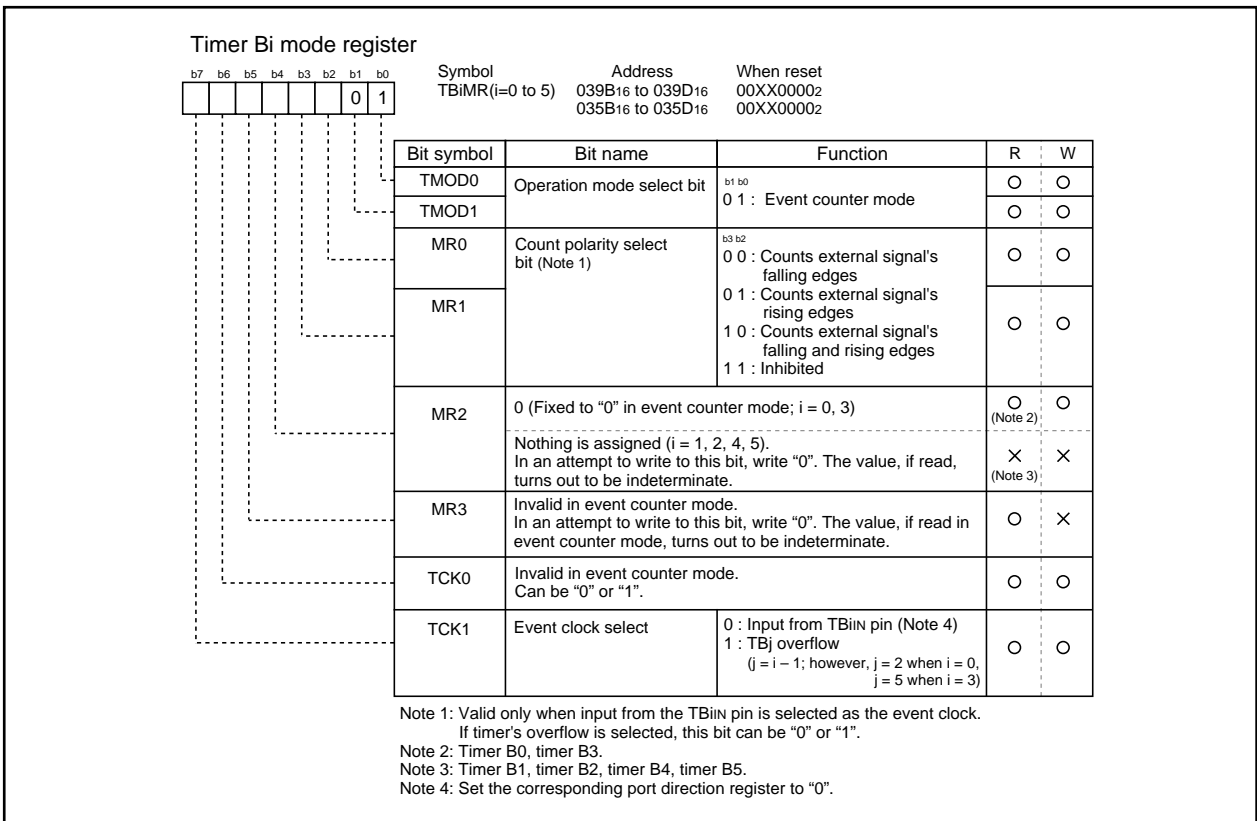 Timer Bi mode register
b7 b6 b5 b4 b3 b2 b1 b0
0 1
Symbol Address When reset
TBiMR(i=0 to 5) 039B16 to 039D16 00XX00002
035B16 to 035D16 00XX00002
Bit symbol Bit name Function R W
TMOD0
TMOD1
Operation mode select bit
b1 b0
0 1 : Event counter mode
MR0
MR1
Count polarity select
bit (Note 1)
b3 b2
0 0 : Counts external signal's
falling edges
0 1 : Counts external signal's
rising edges
1 0 : Counts external signal's
falling and rising edges
1 1 : Inhibited
MR2
0 (Fixed to “0” in event counter mode; i = 0, 3)
(Note 2)
Nothing is assigned (i = 1, 2, 4, 5).
In an attempt to write to this bit, write “0”. The value, if read,
turns out to be indeterminate.
(Note 3)
MR3
Invalid in event counter mode.
In an attempt to write to this bit, write “0”. The value, if read in
event counter mode, turns out to be indeterminate.
TCK0
Invalid in event counter mode.
Can be “0” or “1”.
TCK1
Event clock select
0 : Input from TBiIN pin (Note 4)
1 : TBj overflow
(j = i – 1; however, j = 2 when i = 0,
j = 5 when i = 3)
Note 1: Valid only when input from the TBiIN pin is selected as the event clock.
If timer's overflow is selected, this bit can be “0” or “1”.
Note 2: Timer B0, timer B3.
Note 3: Timer B1, timer B2, timer B4, timer B5.
Note 4: Set the corresponding port direction register to “0”.